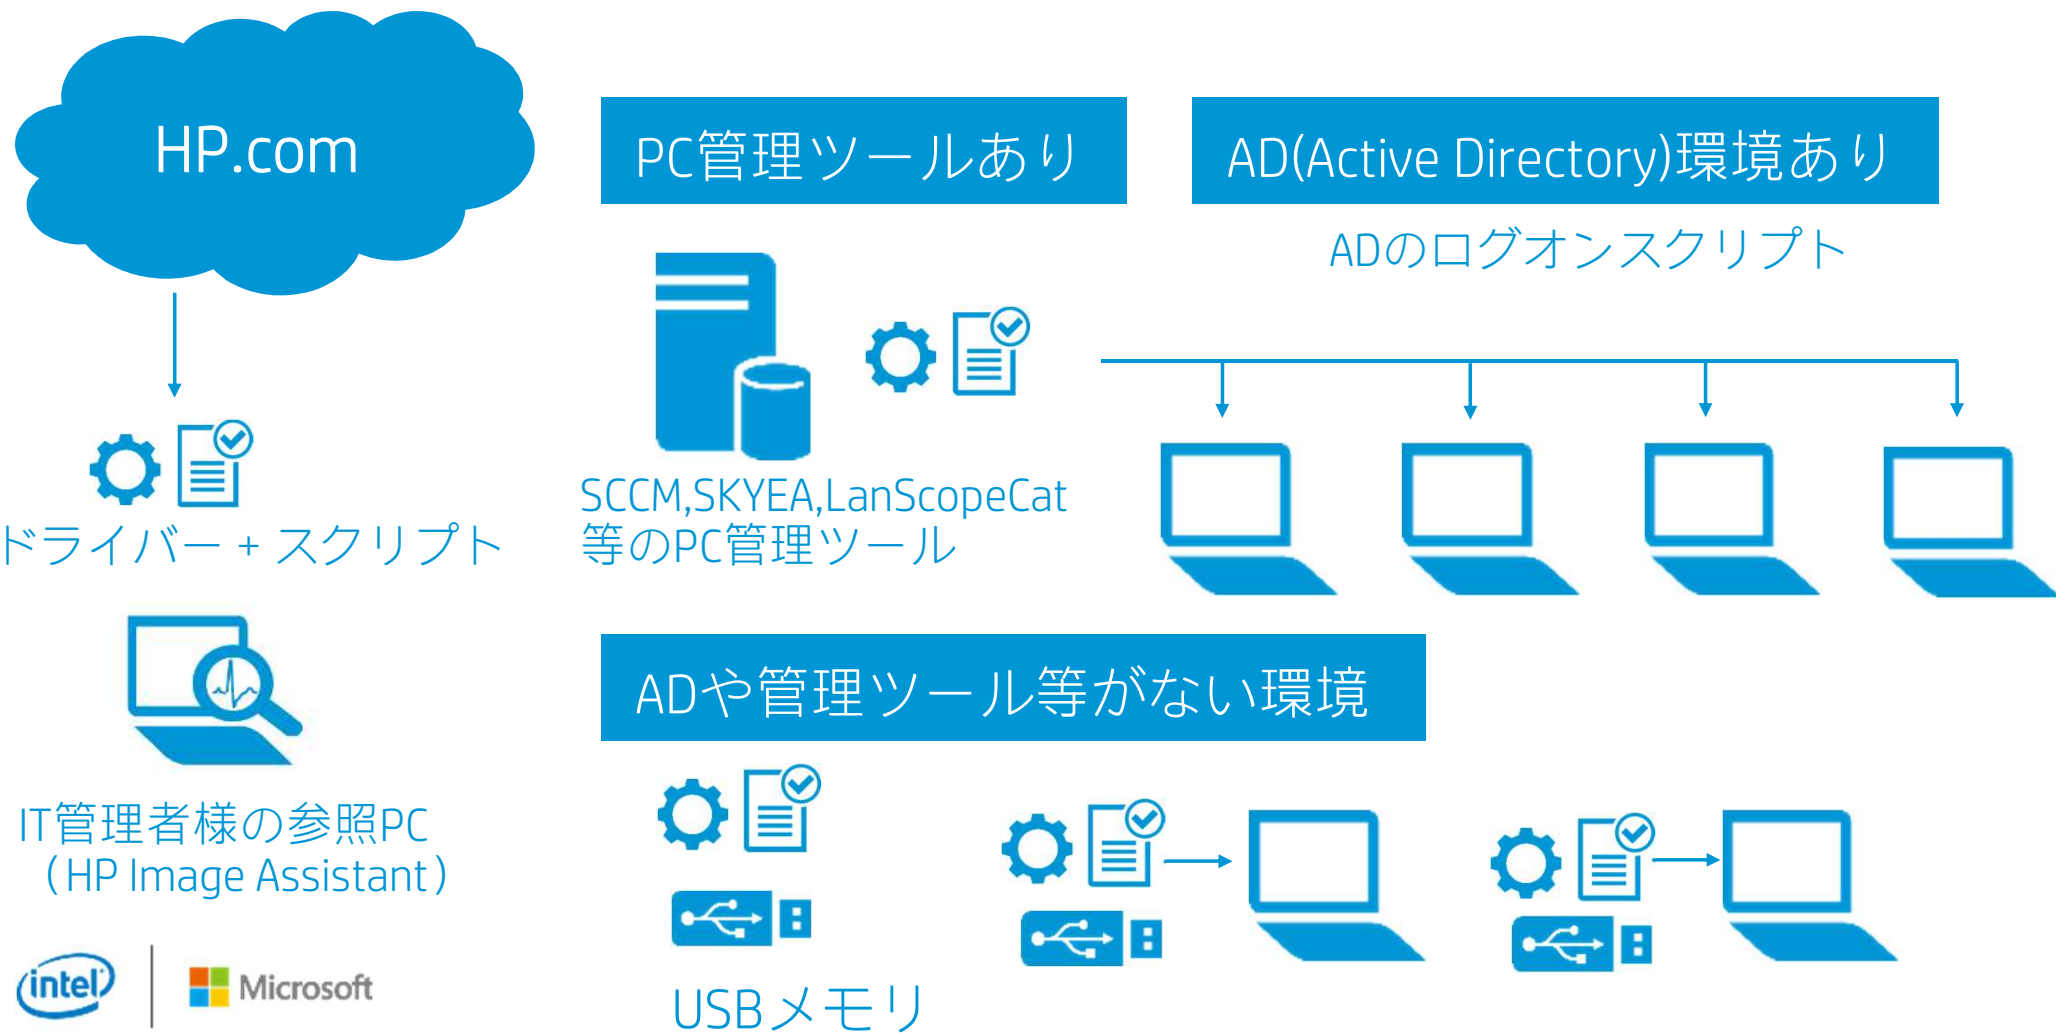 HP.com
ドライバー + スクリプト
IT管理者様の参照PC
（HP Image Assistant）
intel
Microsoft
PC管理ツールあり
SCCM,SKYEA,LanScopeCat
等のPC管理ツール
AD(Active Directory)環境あり
ADのログオンスクリプト
ADや管理ツール等がない環境
USBメモリ